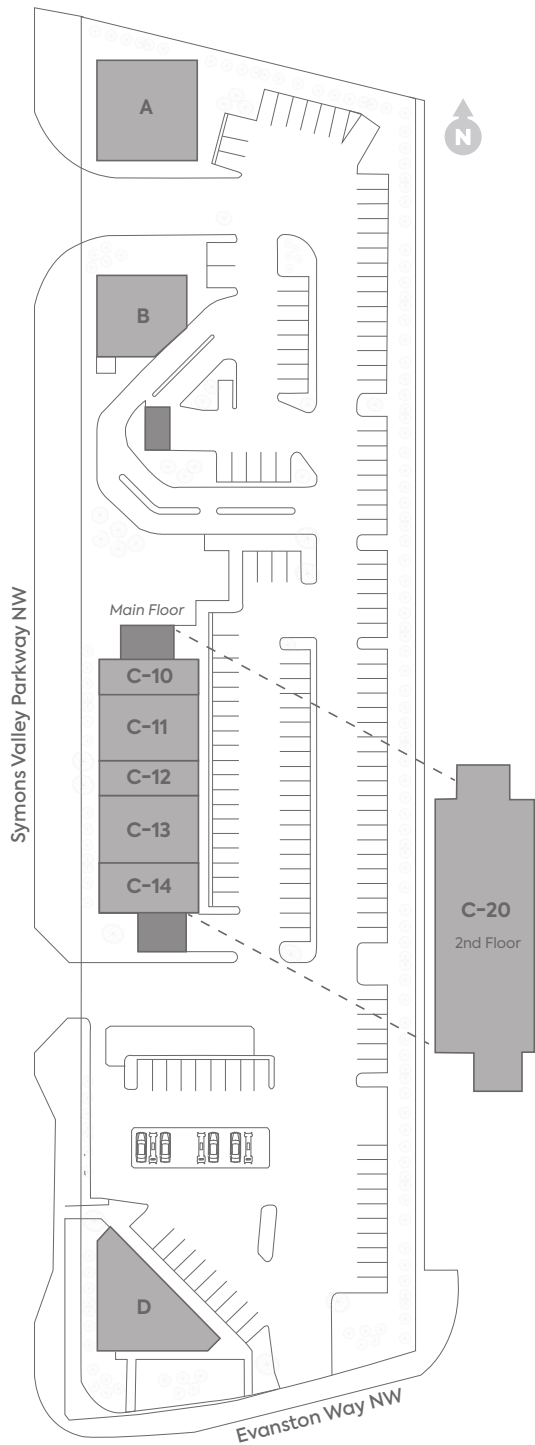 A
N
B
Main Floor
Symons Valley Parkway NW
C-10
C-11
C-12
C-13
C-14
C-20
2nd Floor
D
Evanston Way NW